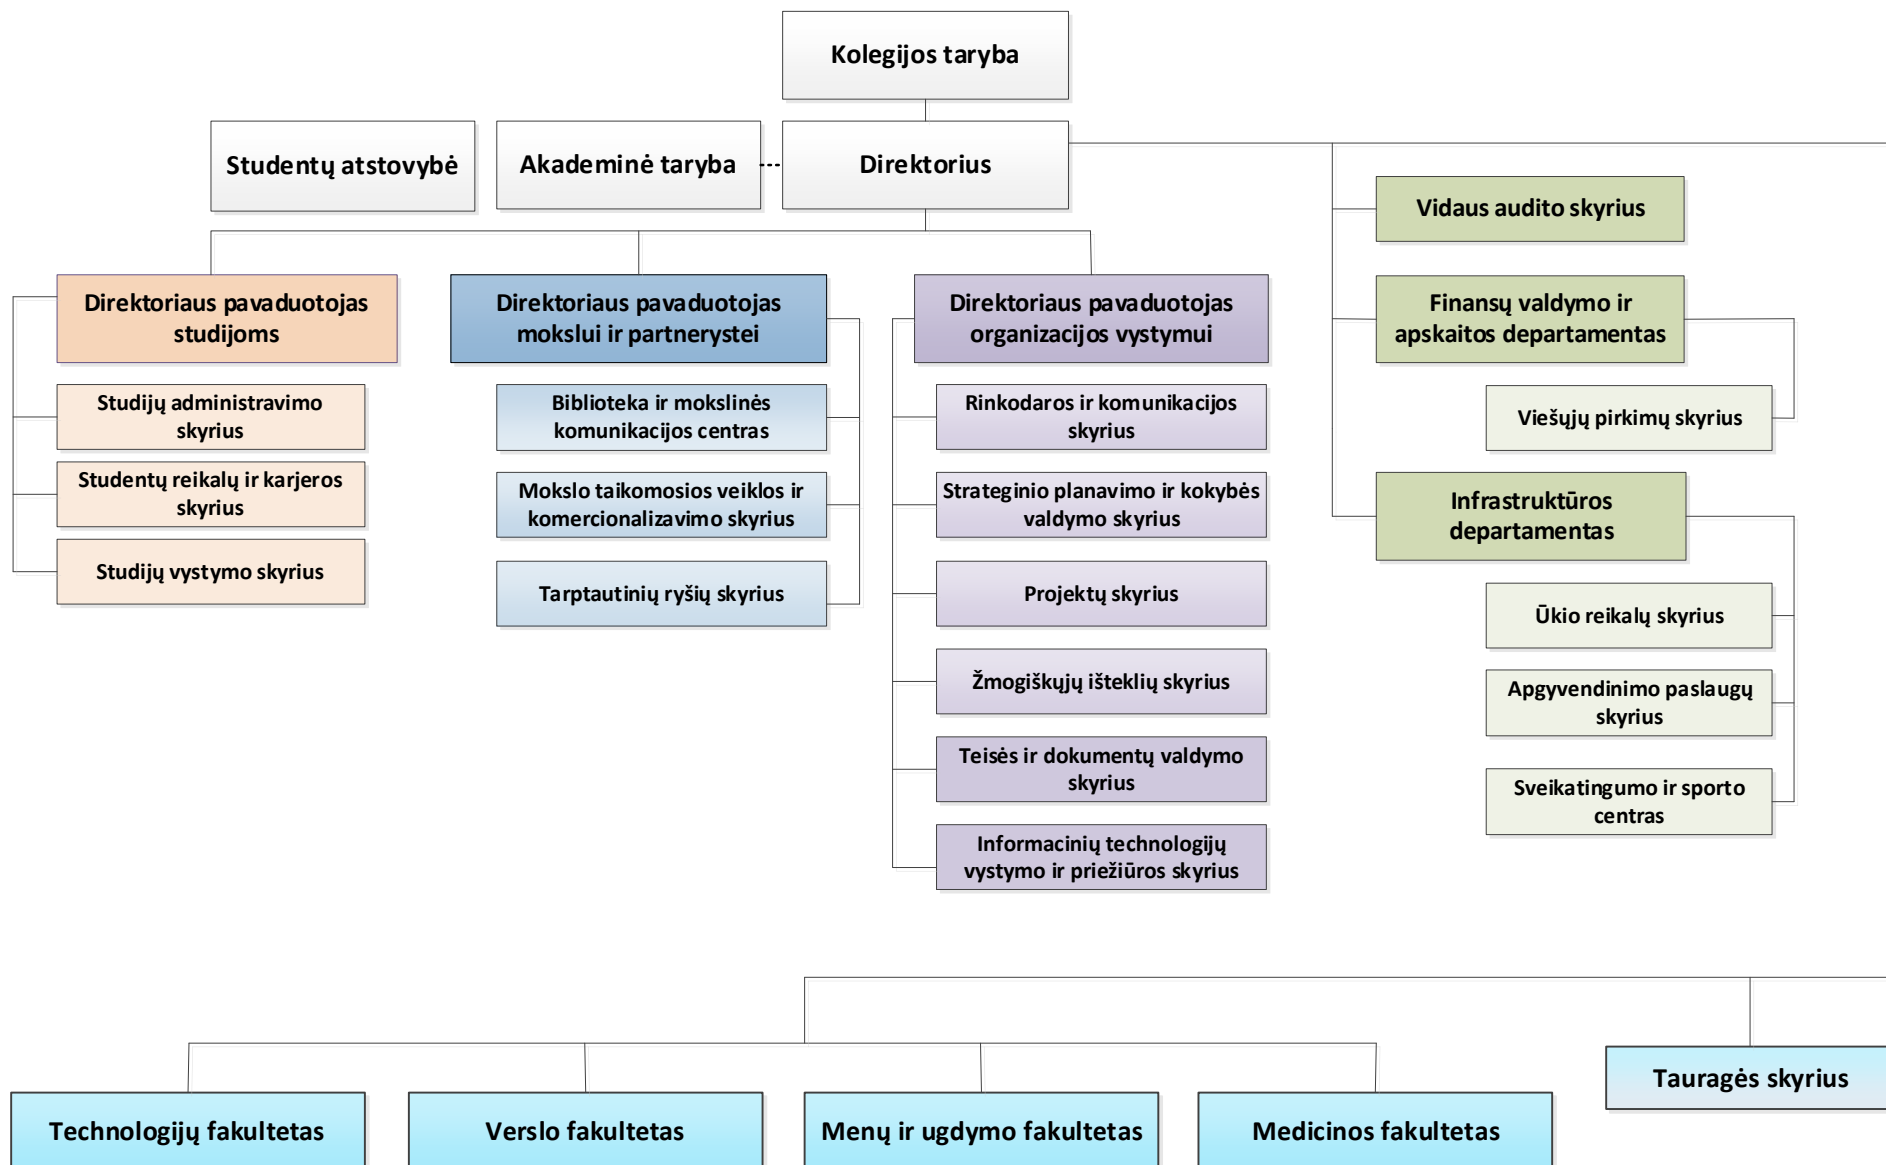 Kolegijos taryba
Studentų atstovybė
Akademinė taryba
Direktorius
Vidaus audito skyrius
Direktoriaus pavaduotojas
studijoms
Studijų administravimo
skyrius
Studentų reikalų ir karjeros
skyrius
Studijų vystymo skyrius
Direktoriaus pavaduotojas
mokslui ir partnerystei
Biblioteka ir mokslinės
komunikacijos centras
Mokslo taikomosios veiklos ir
komercionalizavimo skyrius
Tarptautinių ryšių skyrius
Direktoriaus pavaduotojas
organizacijos vystymui
Rinkodaros ir komunikacijos
skyrius
Strateginio planavimo ir kokybės
valdymo skyrius
Projektų skyrius
Žmogiškųjų išteklių skyrius
Teisės ir dokumentų valdymo
skyrius
Informacinių technologijų
vystymo ir priežiūros skyrius
Finansų valdymo ir
apskaitos departamentas
Viešųjų pirkimų skyrius
Infrastruktūros
departamentas
Ūkio reikalų skyrius
Apgyvendinimo paslaugų
skyrius
Sveikatingumo ir sporto
centras
Tauragės skyrius
Technologijų fakultetas
Verslo fakultetas
Menų ir ugdymo fakultetas
Medicinos fakultetas